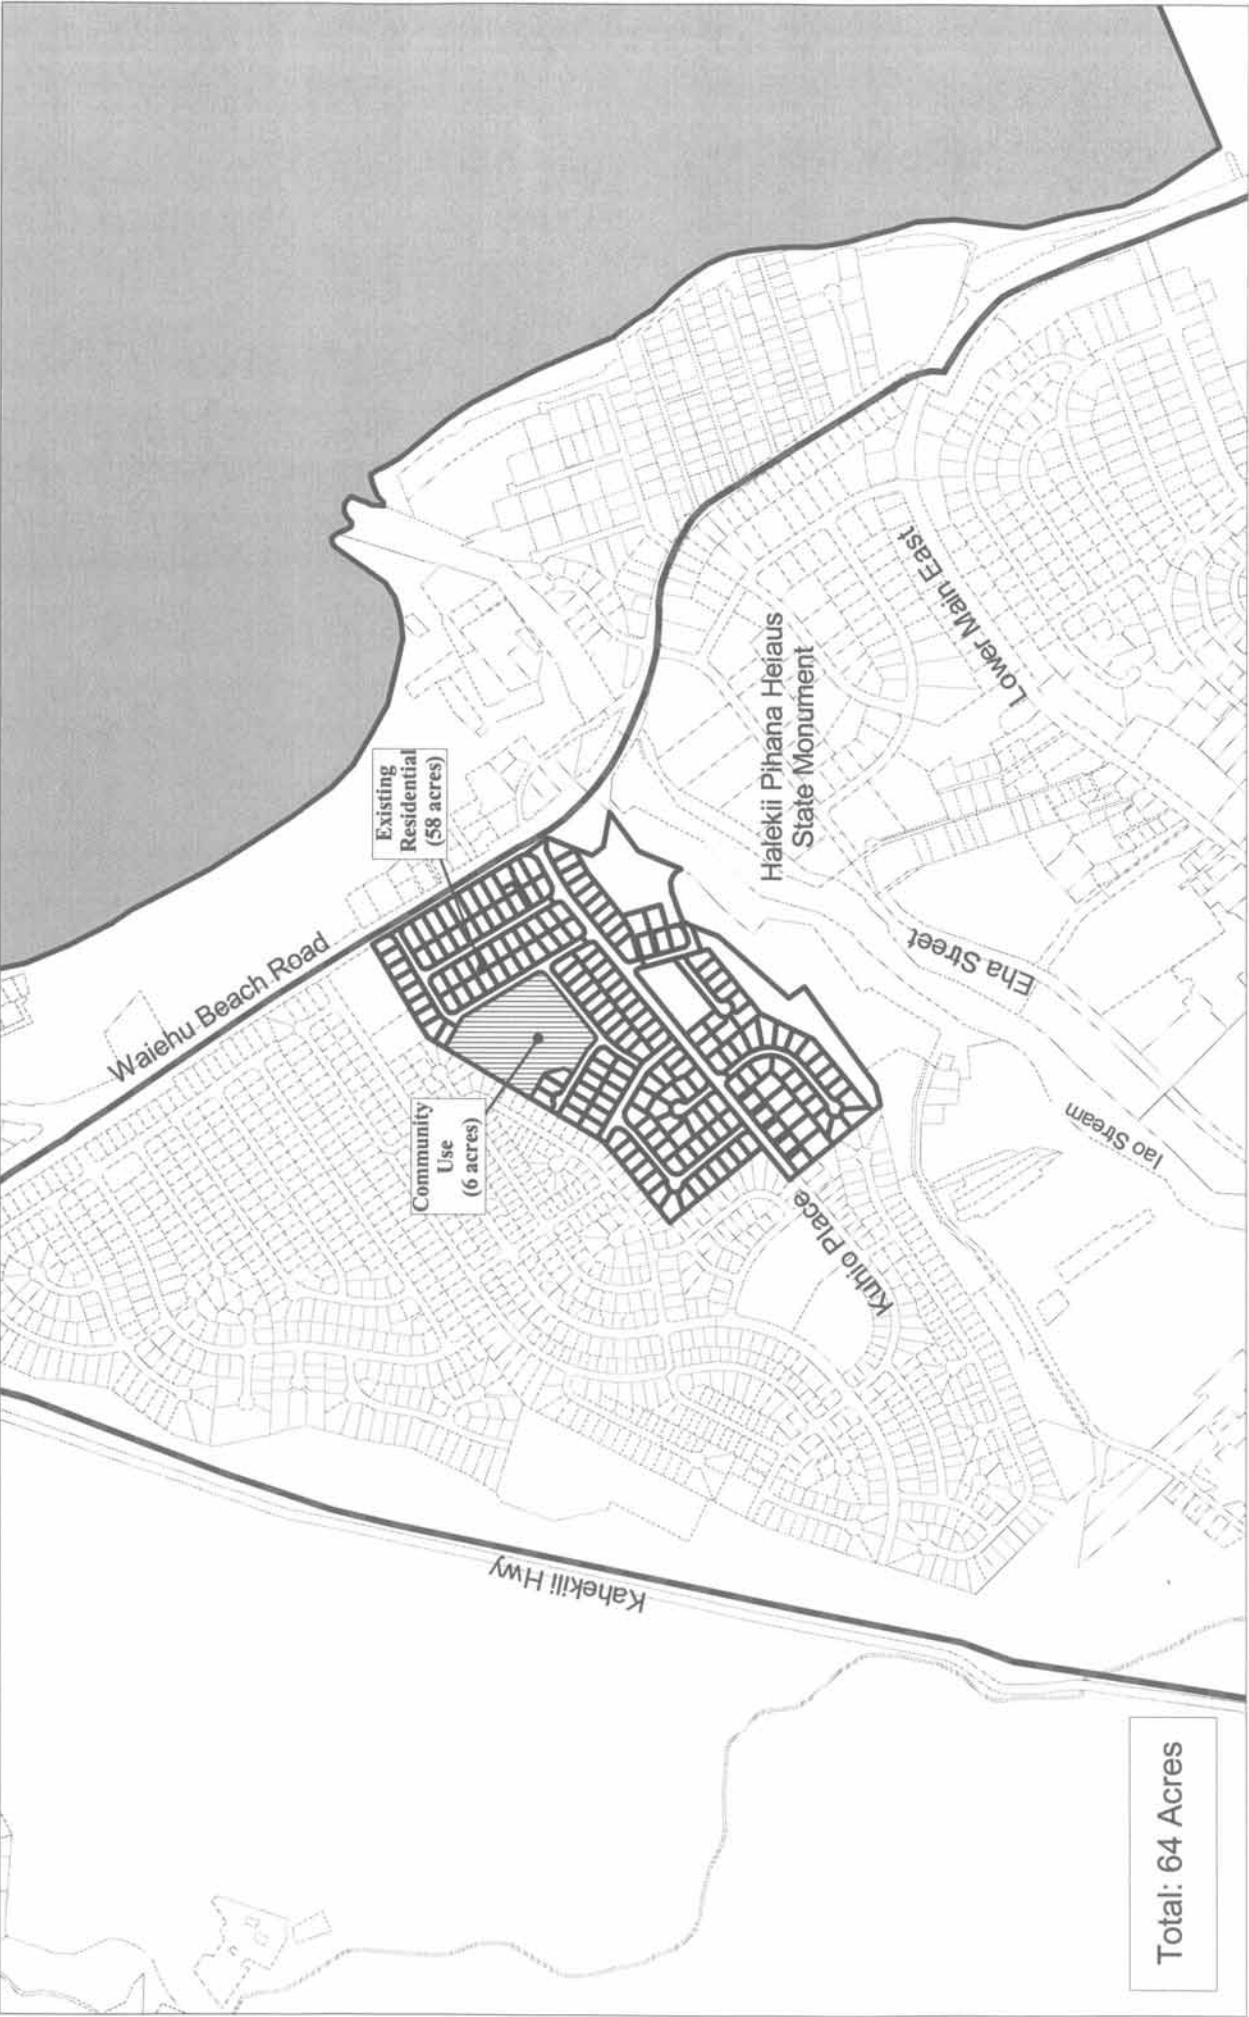 Waiehu Beach Road
Existing
Residential
(58 acres)
Community
Use
(6 acres)
Halekii Pihana Heiaus
State Monument
Lower Main East
Eha Street
Iao Stream
Kuhio Place
Kahekili Hwy
Total: 64 Acres